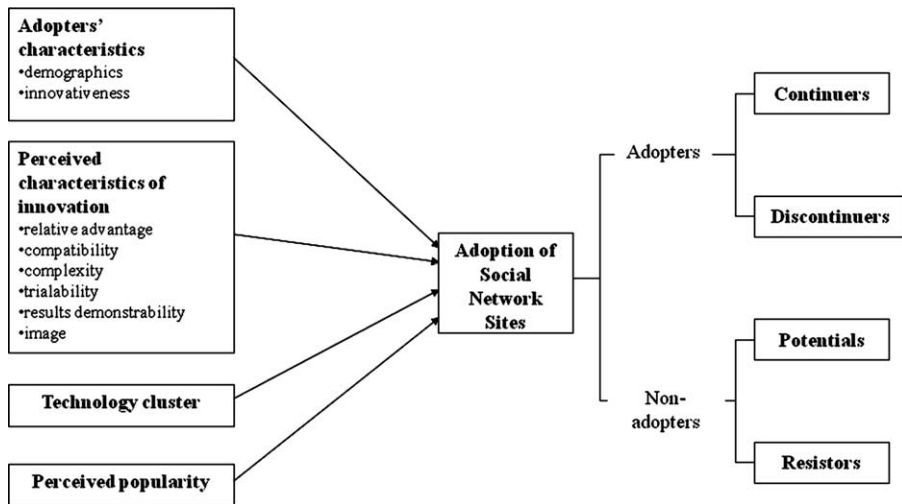 Adopters’
characteristics
•demographics
•innovativeness
Perceived
characteristics of
innovation
•relative advantage
•compatibility
•complexity
•trialability
•results demonstrability
•image
Technology cluster
Perceived popularity
Adoption of
Social
Network
Sites
Adopters
Non-
adopters
Continuers
Discontinuers
Potentials
Resistors